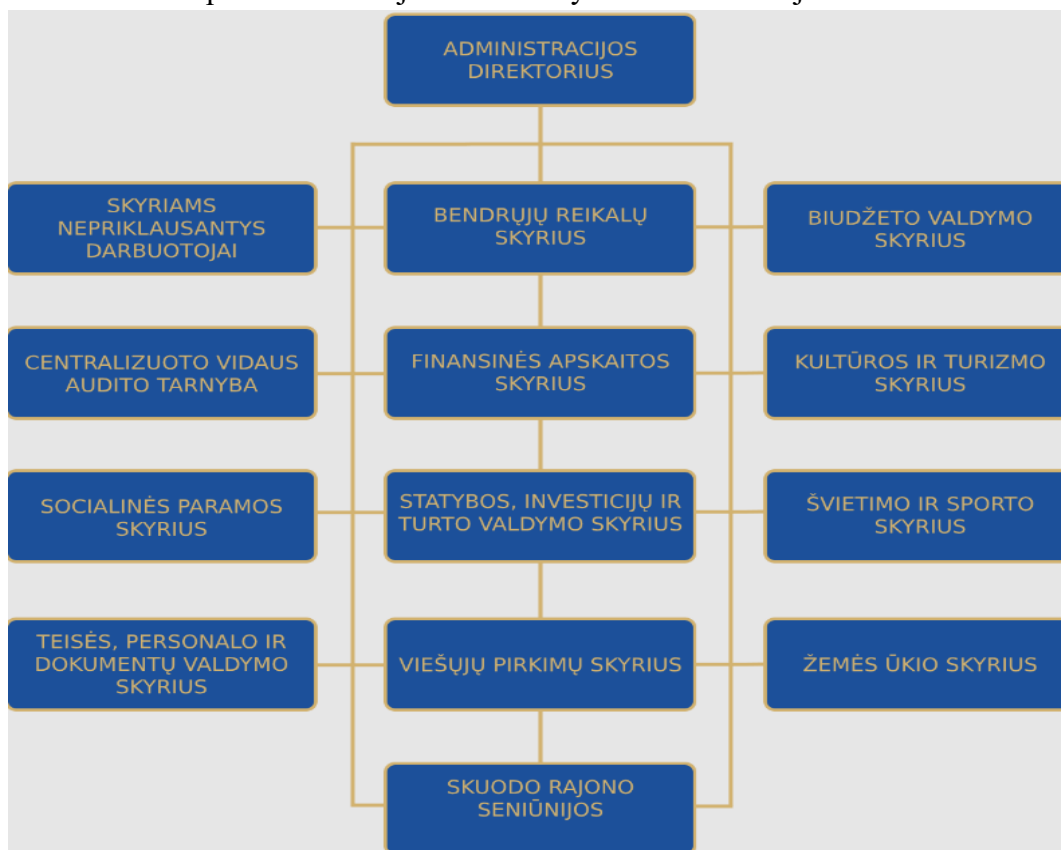 ADMINISTRACIJOS
DIREKTORIUS
SKYRIAMS
NEPRIKLAUSANTYS
DARBUOTOJAI
BENDRŲJŲ REIKALŲ
SKYRIUS
BIUDŽETO VALDYMO
SKYRIUS
CENTRALIZUOTO VIDAUS
AUDITO TARNYBA
FINANSINĖS APSKAITOS
SKYRIUS
KULTŪROS IR TURIZMO
SKYRIUS
SOCIALINĖS PARAMOS
SKYRIUS
STATYBOS, INVESTICIJŲ IR
TURTO VALDYMO SKYRIUS
ŠVIETIMO IR SPORTO
SKYRIUS
TEISĖS, PERSONALO IR
DOKUMENTŲ VALDYMO
SKYRIUS
VIEŠŲJŲ PIRKIMŲ SKYRIUS
ŽEMĖS ŪKIO SKYRIUS
SKUODO RAJONO
SENIŪNIJOS